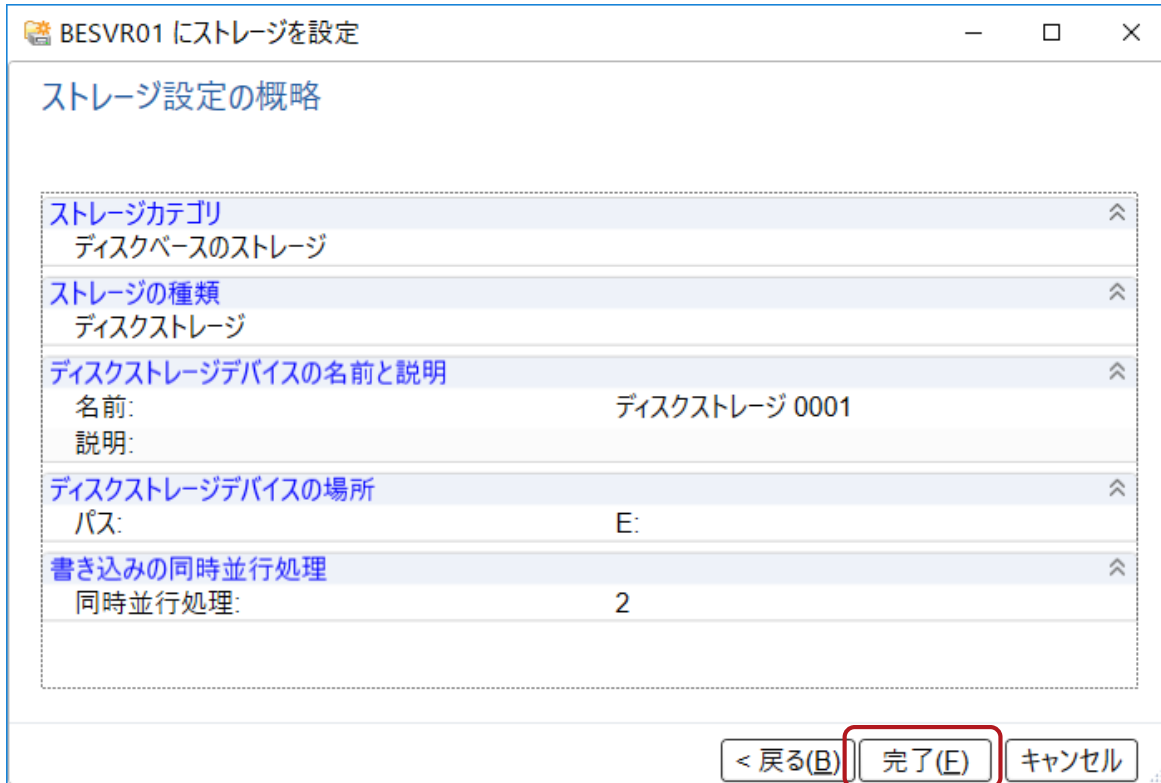 BESVR01 にストレージを設定
ストレージ設定の概略
ストレージカテゴリ
ディスクベースのストレージ
ストレージの種類
ディスクストレージ
ディスクストレージデバイスの名前と説明
名前: ディスクストレージ 0001
説明:
ディスクストレージデバイスの場所
パス: E:
書き込みの同時並行処理
同時並行処理: 2
< 戻る(B) 完了(F) キャンセル